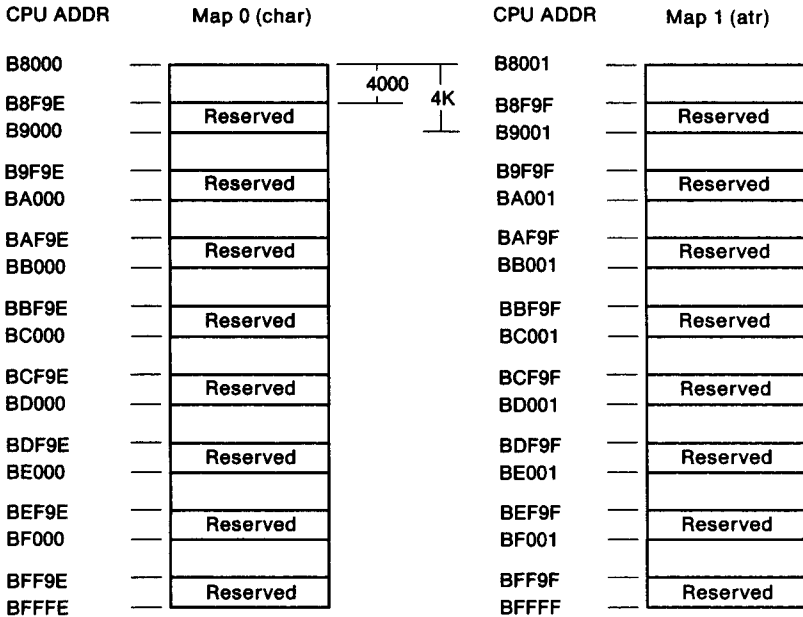 CPU ADDR Map 0 (char) CPU ADDR Map 1 (atr)
B8000 B8001
4000
4K
B8F9E B8F9F
Reserved Reserved
B9000 B9001
B9F9E B9F9F
Reserved Reserved
BA000 BA001
BAF9E BAF9F
Reserved Reserved
BB000 BB001
BBF9E BBF9F
Reserved Reserved
BC000 BC001
BCF9E BCF9F
Reserved Reserved
BD000 BD001
BDF9E BDF9F
Reserved Reserved
BE000 BE001
BEF9E BEF9F
Reserved Reserved
BF000 BF001
BFF9E BFF9F
Reserved Reserved
BFFFE BFFFF